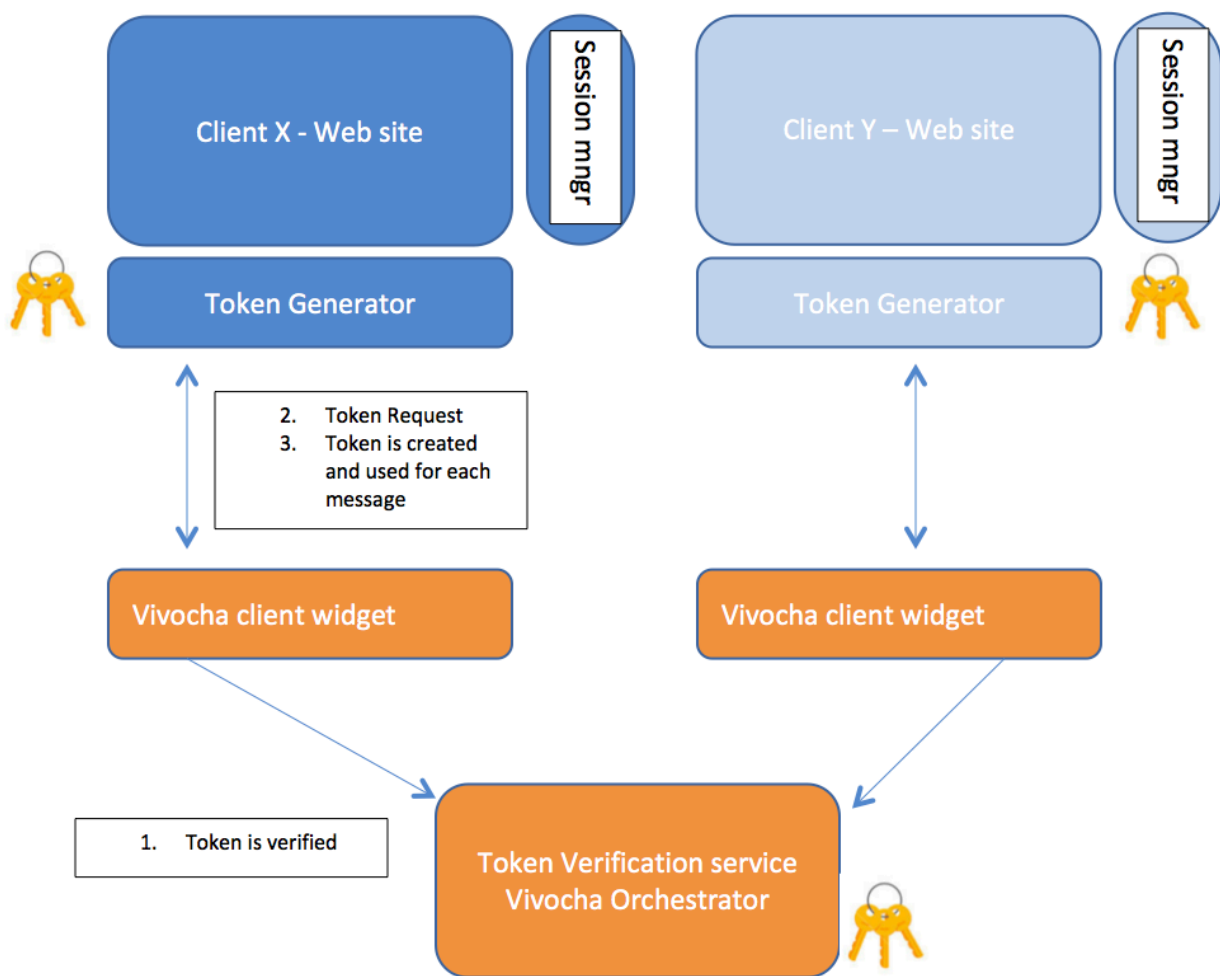 Client X - Web site
Session mngr
Client Y – Web site
Session mngr
Token Generator
Token Generator
2. Token Request
3. Token is created
and used for each
message
Vivocha client widget
Vivocha client widget
1. Token is verified
Token Verification service
Vivocha Orchestrator